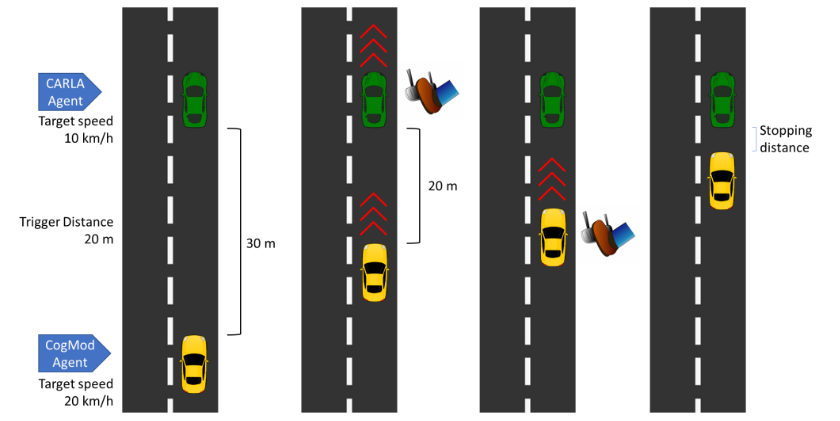 CARLA
Agent
Target speed
10 km/h
Trigger Distance
20 m
CogMod
Agent
Target speed
20 km/h
30 m
20 m
Stopping
distance